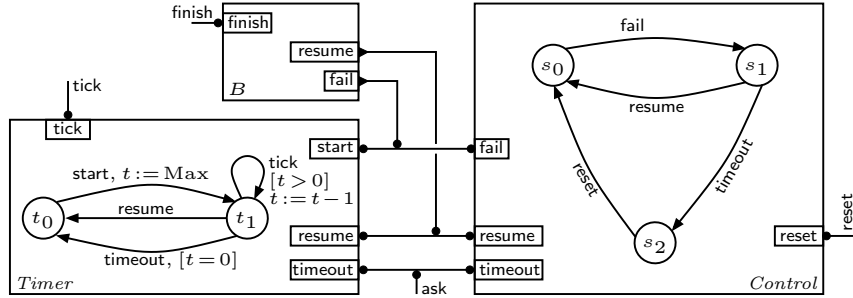 finish
finish
resume
fail
B
tick
tick
start
fail
start, t := Max
tick
[t > 0]
t := t − 1
t0
resume
t1
timeout, [t = 0]
resume
resume
timeout
timeout
ask
Timer
fail
s0
s1
resume
reset
timeout
s2
reset
reset
Control